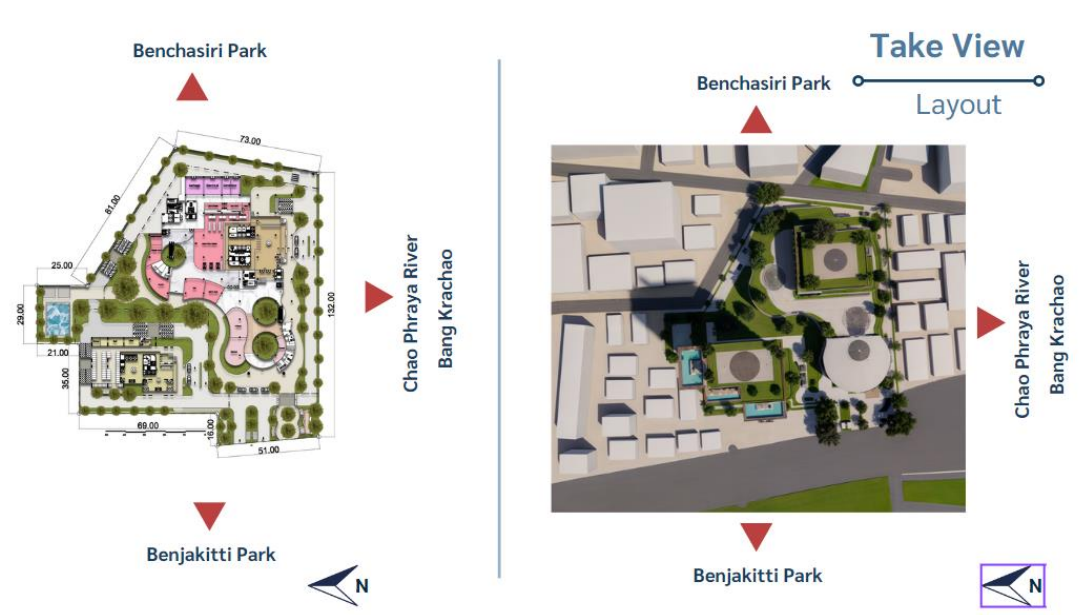 Take View
Layout
Benchasiri Park
73.00
81.00
25.00
29.00
21.00
35.00
69.00
16.00
51.00
132.00
Chao Phraya River
Bang Krachao
Benjakitti Park
N
Benchasiri Park
Chao Phraya River
Bang Krachao
Benjakitti Park
N